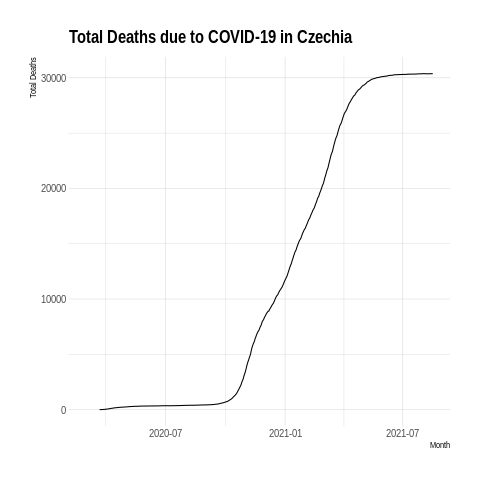 Total Deaths due to COVID-19 in Czechia
Total Deaths
30000
20000
10000
0
2020-07
2021-01
2021-07
Month